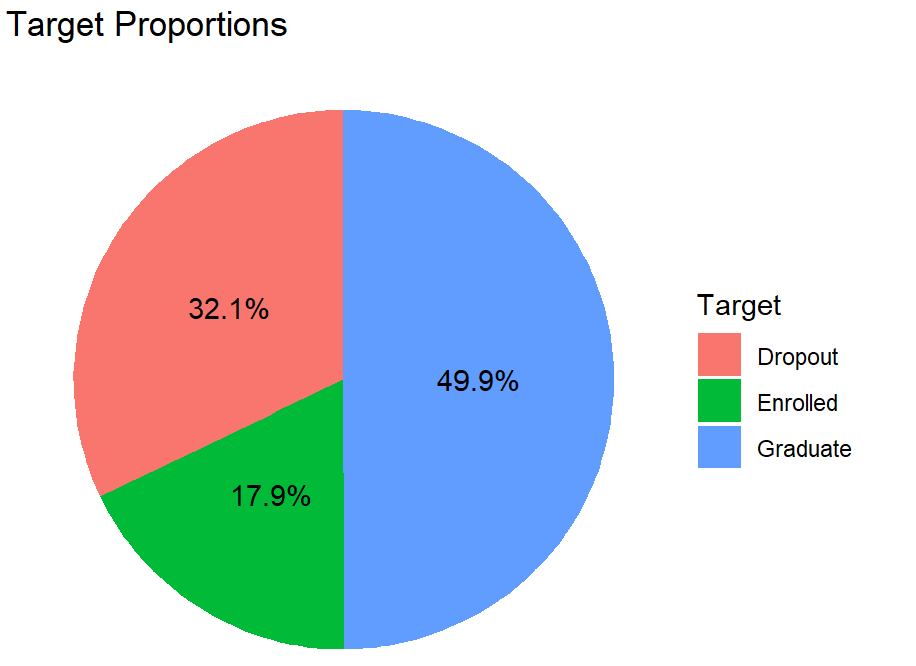 Target Proportions
32.1%
49.9%
17.9%
Target
Dropout
Enrolled
Graduate